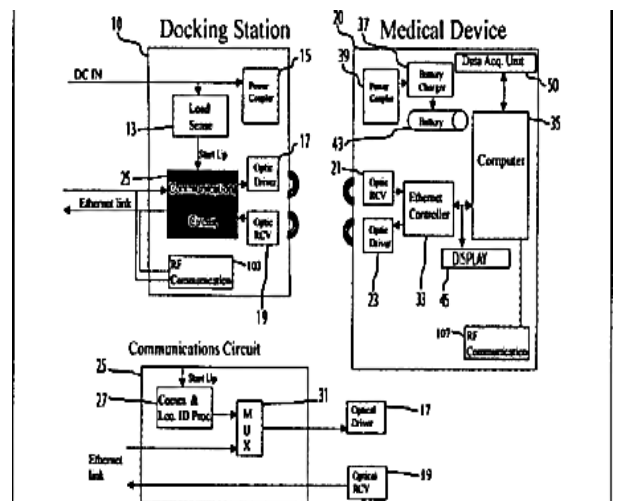 Docking Station
Medical Device
10
20
37
DC IN
15
Power
Coupler
39
Power
Coupler
Battery
Charger
Data Acq. Unit
50
13
Load
Sense
43
Battery
35
Start Up
17
25
Optic
Driver
Communications
Circuit
21
Optic
RCV
Ethernet
Controller
Computer
Ethernet link
Optic
RCV
Optic
Driver
RF
Communication
103
19
23
33
45
DISPLAY
107
RF
Communication
Communications Circuit
25
Start Up
27
Comm. &
Loc. ID Proc.
31
M
U
X
Optical
Driver
17
Ethernet
link
Optical
RCV
19